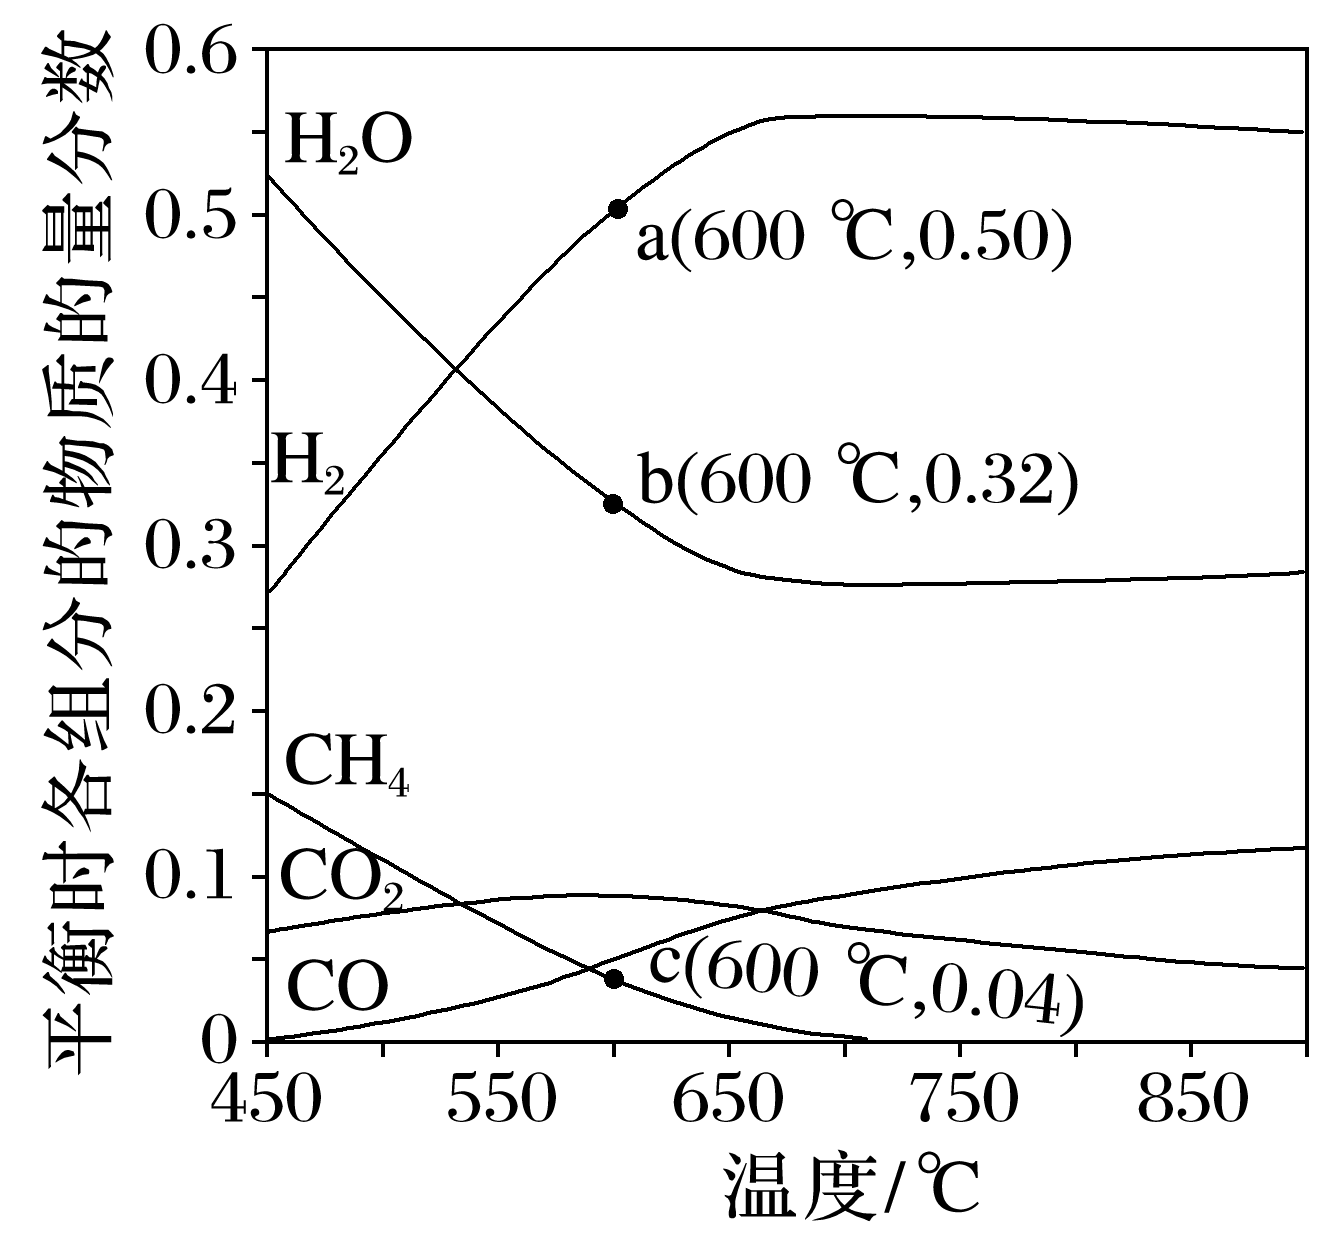 平衡时各组分的物质的量分数
0.6
0.5
0.4
0.3
0.2
0.1
0
H₂O
a(600 ℃,0.50)
H₂
b(600 ℃,0.32)
CH₄
CO₂
CO
c(600 ℃,0.04)
450 550 650 750 850
温度/℃